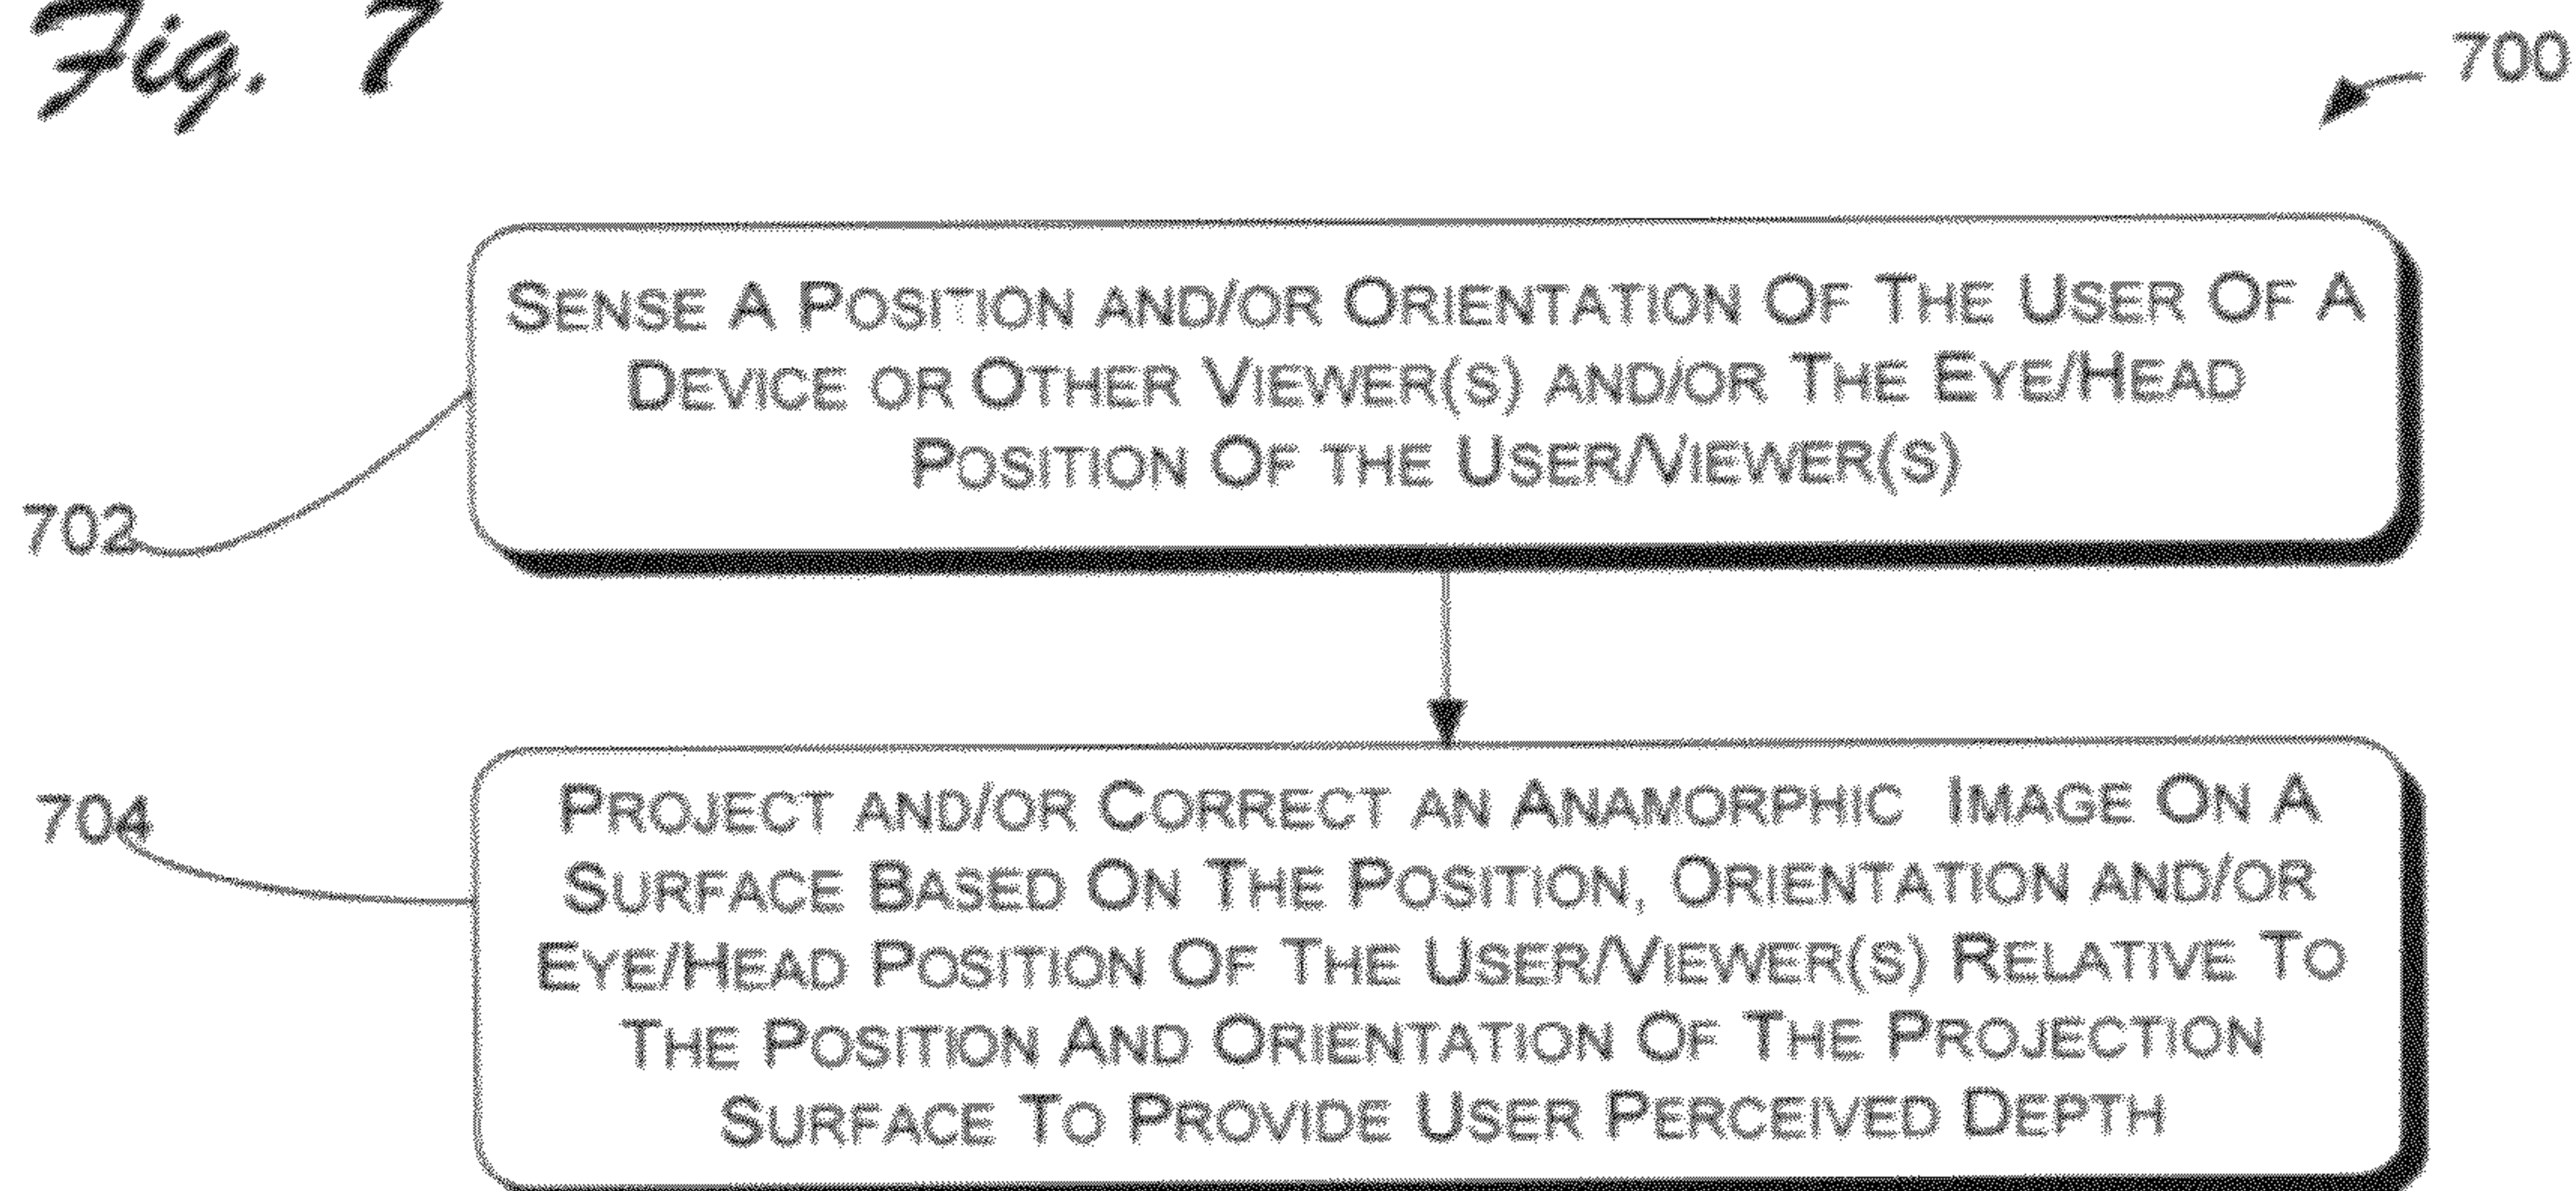 Fig. 7
700
SENSE A POSITION AND/OR ORIENTATION OF THE USER OF A
DEVICE OR OTHER VIEWER(S) AND/OR THE EYE/HEAD
POSITION OF THE USER/VIEWER(S)
702
704
PROJECT AND/OR CORRECT AN ANAMORPHIC IMAGE ON A
SURFACE BASED ON THE POSITION, ORIENTATION AND/OR
EYE/HEAD POSITION OF THE USER/VIEWER(S) RELATIVE TO
THE POSITION AND ORIENTATION OF THE PROJECTION
SURFACE TO PROVIDE USER PERCEIVED DEPTH